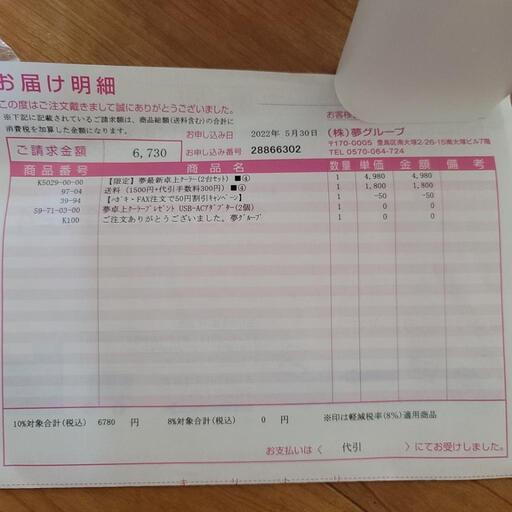 お届け明細
この度はご注文戴きまして誠にありがとうございました。
※下記に記載されているご請求額は、商品総額(送料含む)の合計に
消費税を加算した金額になります。
ご請求金額 6,730
お申し込み日 2022年 5月30日
お申し込み番号 28866302
お客様
(株)夢グループ
〒170-0005 豊島区南大塚2-26-15南大塚ビル7階
TEL 0570-064-724
商品番号 商品名 数量 単価 金額 備考
K5029-00-00 【限定】夢最新卓上クーラー(2台セット) ■④ 1 4,980 4,980
97-04 送料(1500円+代引手数料300円) ■④ 1 1,800 1,800
39-94 【ハガキ・FAX注文で50円割引キャンペーン】 1 -50 -50
59-71-03-00 夢卓上クーラープレゼント USB-ACアダプター(2個) 1 0 0
K100 ご注文ありがとうございました。夢グループ 1 0 0
10%対象合計(税込) 6780 円 8%対象合計(税込) 0 円 ※印は軽減税率(8%)適用商品
お支払いは〈 代引 〉にてお受けしました。
キリトリ